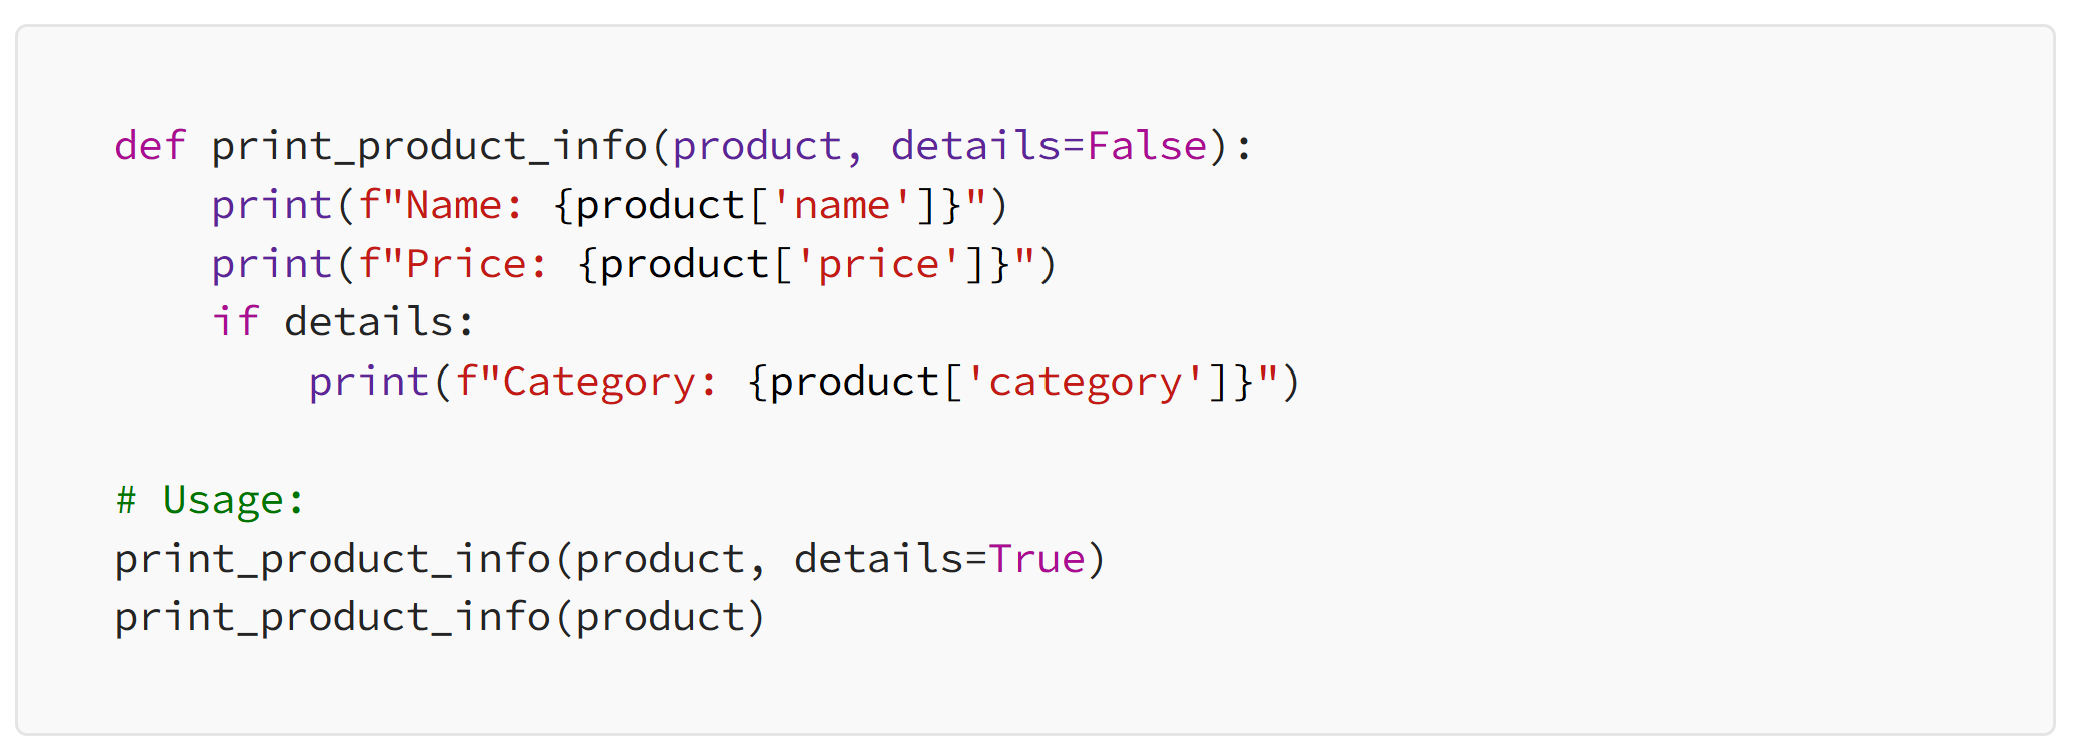 def print_product_info(product, details=False):
    print(f"Name: {product['name']}")
    print(f"Price: {product['price']}")
    if details:
        print(f"Category: {product['category']}")

# Usage:
print_product_info(product, details=True)
print_product_info(product)